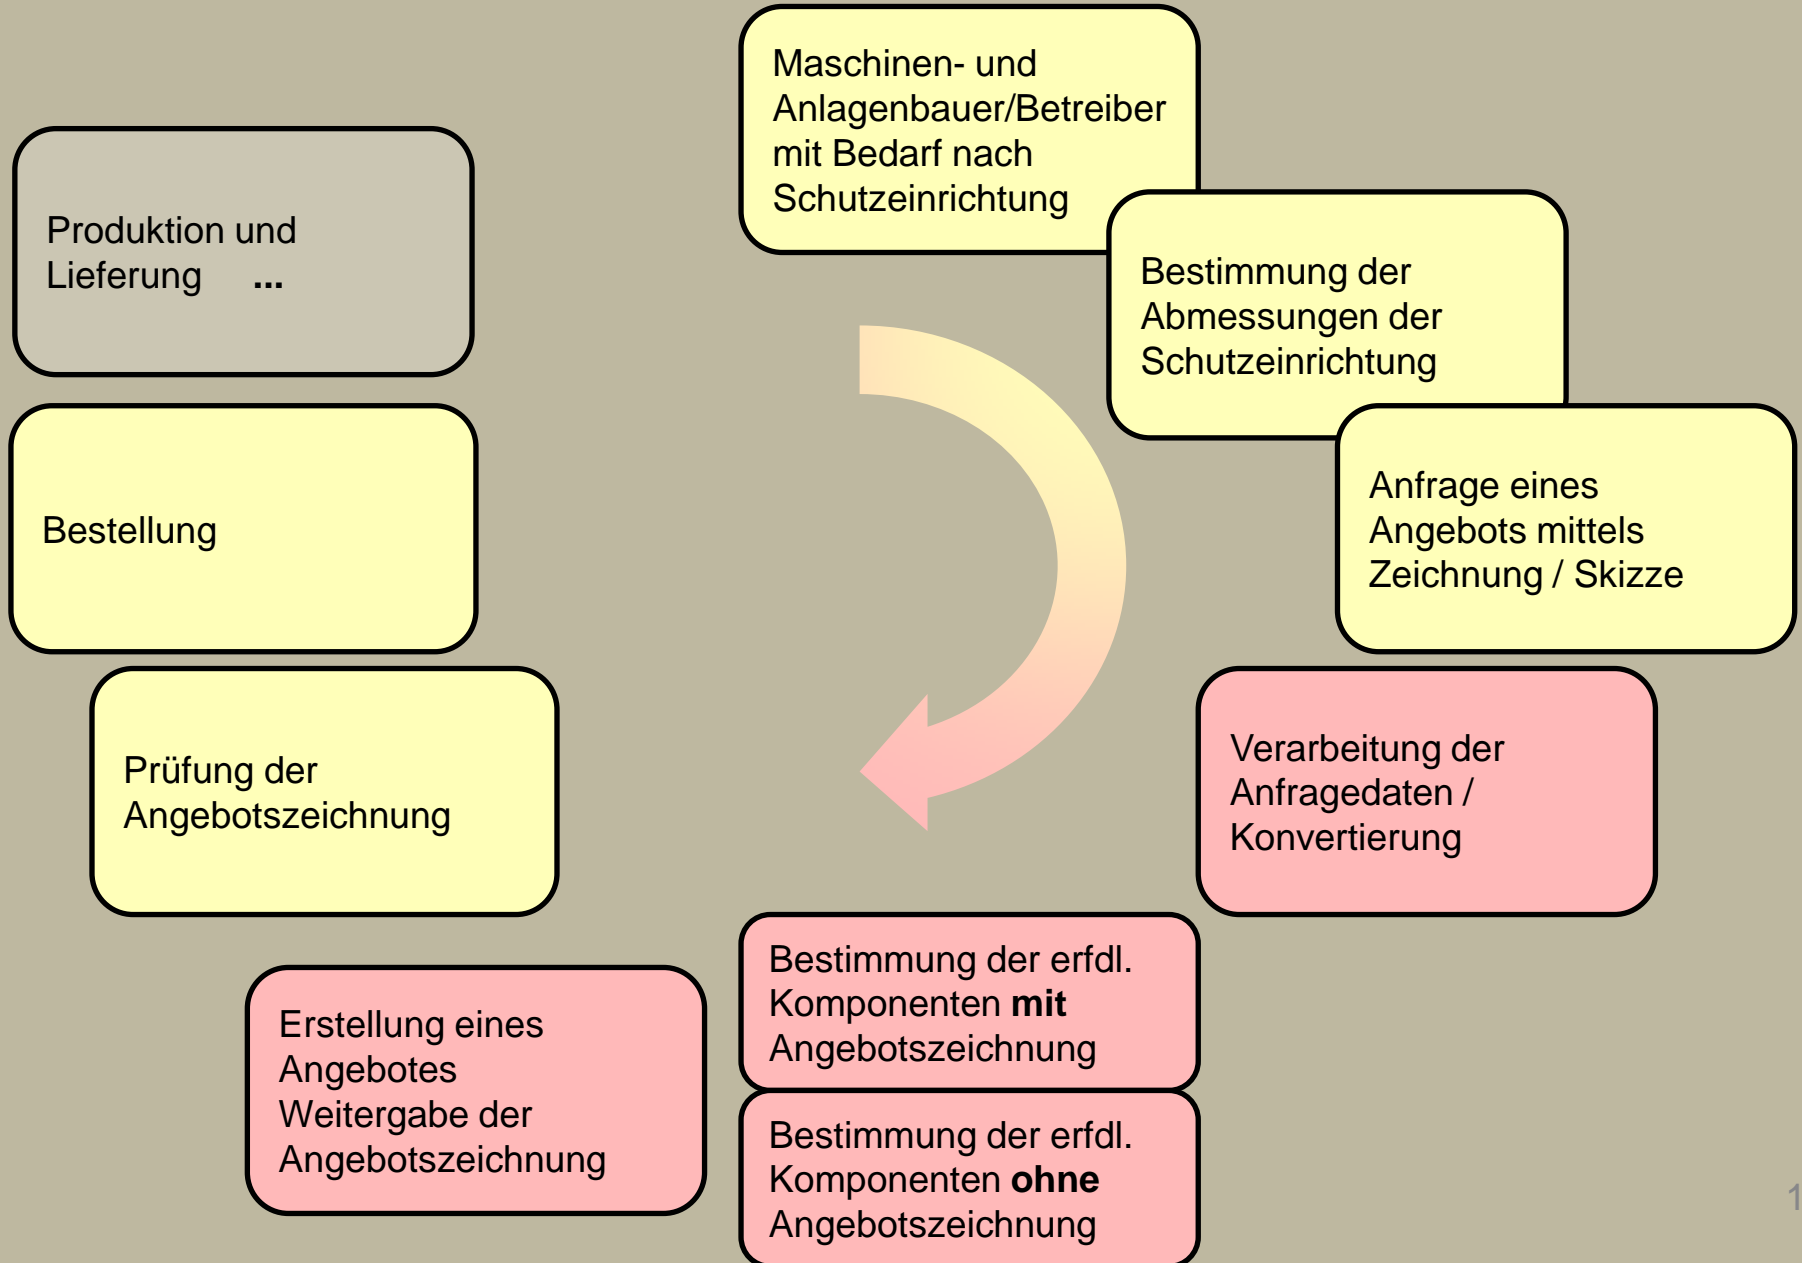 Maschinen- und
Anlagenbauer/Betreiber
mit Bedarf nach
Schutzeinrichtung
Bestimmung der
Abmessungen der
Schutzeinrichtung
Anfrage eines
Angebots mittels
Zeichnung / Skizze
Verarbeitung der
Anfragedaten /
Konvertierung
Bestimmung der erfdl.
Komponenten mit
Angebotszeichnung
Bestimmung der erfdl.
Komponenten ohne
Angebotszeichnung
Erstellung eines
Angebotes
Weitergabe der
Angebotszeichnung
Prüfung der
Angebotszeichnung
Bestellung
Produktion und
Lieferung ...
1